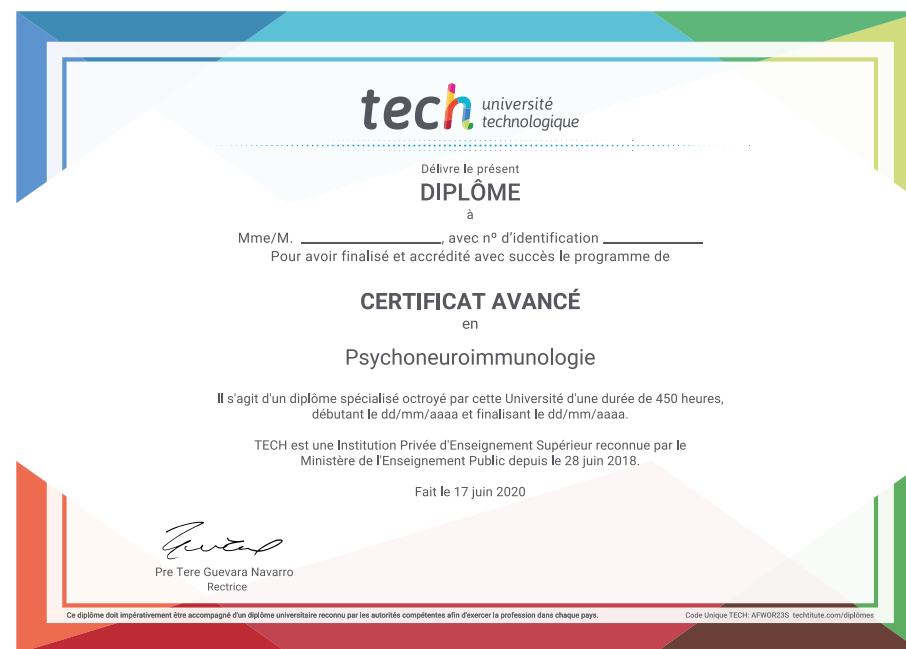 tech université
technologique
Délivre le présent
DIPLÔME
à
Mme/M. ____________________, avec nº d'identification ______________
Pour avoir finalisé et accrédité avec succès le programme de
CERTIFICAT AVANCÉ
en
Psychoneuroimmunologie
Il s'agit d'un diplôme spécialisé octroyé par cette Université d'une durée de 450 heures,
débutant le dd/mm/aaaa et finalisant le dd/mm/aaaa.
TECH est une Institution Privée d'Enseignement Supérieur reconnue par le
Ministère de l'Enseignement Public depuis le 28 juin 2018.
Fait le 17 juin 2020
Pre Tere Guevara Navarro
Rectrice
Ce diplôme doit impérativement être accompagné d'un diplôme universitaire reconnu par les autorités compétentes afin d'exercer la profession dans chaque pays.
Code Unique TECH: AFWOR23S techtitute.com/diplômes